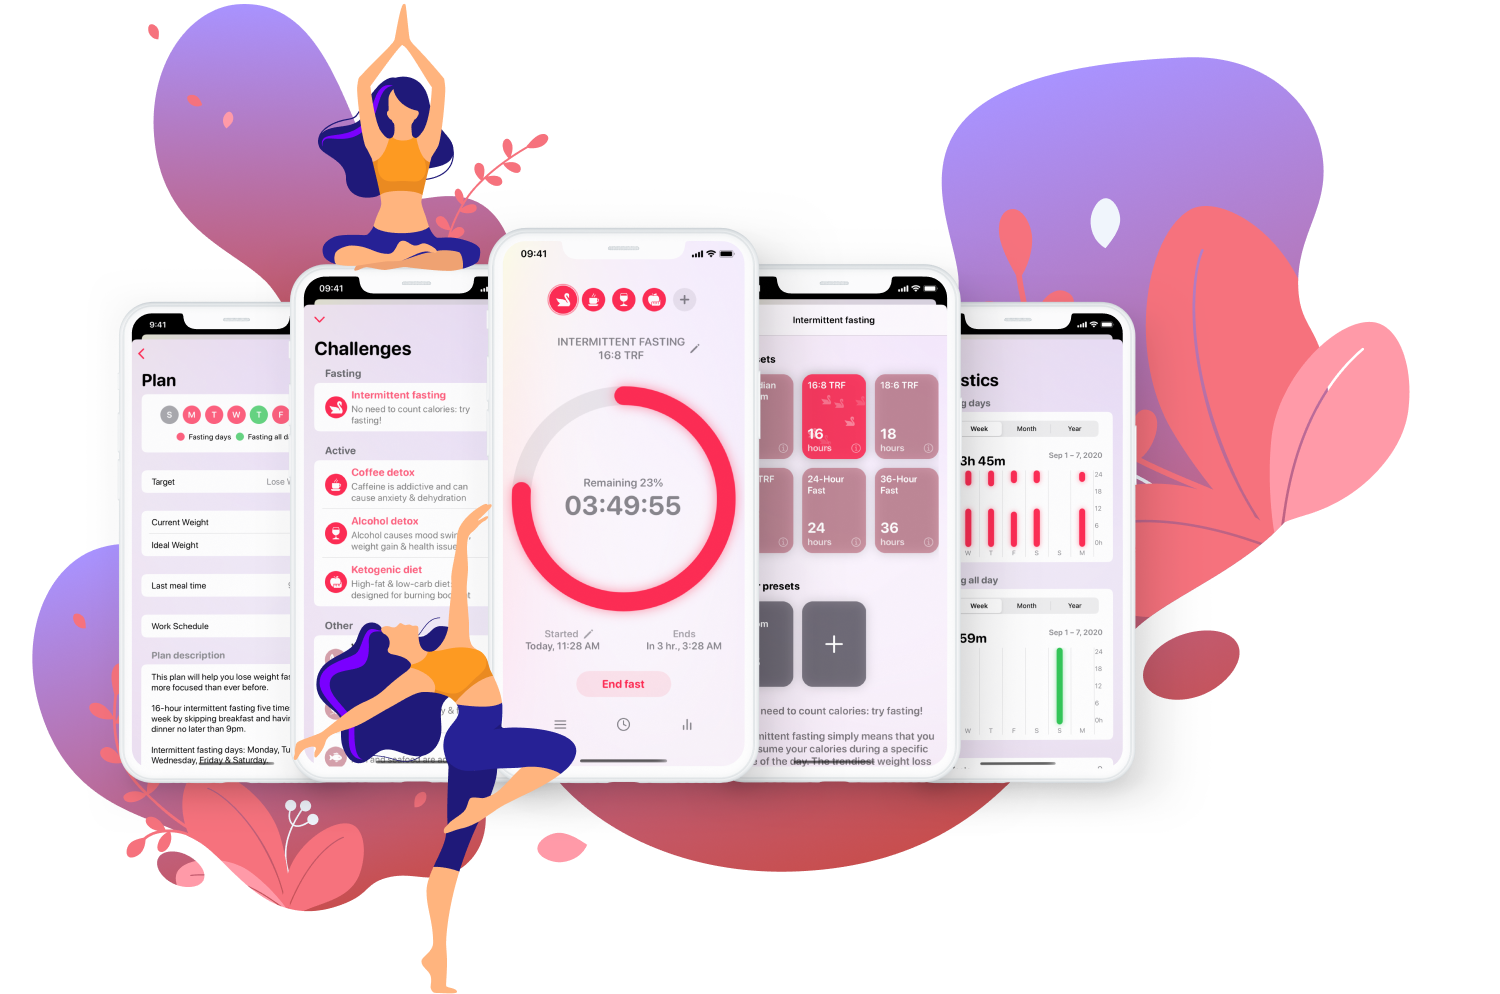 9:41
Plan
S M T W T F
Fasting days Fasting all
Target Lose
Current Weight
Ideal Weight
Last meal time
Work Schedule
Plan description
This plan will help you lose weight
more focused than ever before.
16-hour intermittent fasting five
week by skipping breakfast and
dinner no later than 9pm.
Intermittent fasting days: Monday,
Wednesday, Friday & Saturday.
09:41
Challenges
Fasting
Intermittent fasting
No need to count calories: try
fasting!
Active
Coffee detox
Caffeine is addictive and can
cause anxiety & dehydration
Alcohol detox
Alcohol causes mood
weight gain & health
Ketogenic diet
High-fat & low-carb diet
designed for burning
Other
y &
and seafood are
09:41
INTERMITTENT FASTING
16:8 TRF
Remaining 23%
03:49:55
Started
Today, 11:28 AM
Ends
In 3 hr., 3:28 AM
End fast
Intermittent fasting
sets
dian
m
16:8 TRF
16
hours
18:6 TRF
18
hours
TRF
24-Hour
Fast
24
hours
36-Hour
Fast
36
hours
r presets
om
need to count calories: try fasting!
mittent fasting simply means that you
sume your calories during a specific
e of the day. The trendiest weight loss
stics
g days
Week Month Year
3h 45m
Sep 1 – 7, 2020
24
18
12
6
0h
W T F S S M
g all day
Week Month Year
59m
Sep 1 – 7, 2020
24
18
12
6
0h
W T F S S M